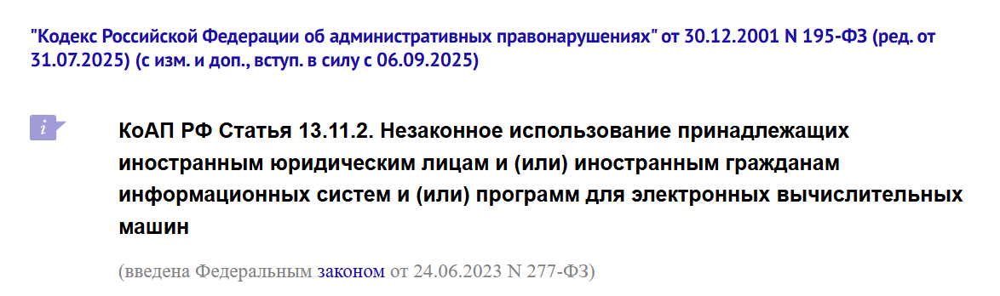 "Кодекс Российской Федерации об административных правонарушениях" от 30.12.2001 N 195-ФЗ (ред. от
31.07.2025) (с изм. и доп., вступ. в силу с 06.09.2025)
i
КоАП РФ Статья 13.11.2. Незаконное использование принадлежащих
иностранным юридическим лицам и (или) иностранным гражданам
информационных систем и (или) программ для электронных вычислительных
машин
(введена Федеральным законом от 24.06.2023 N 277-ФЗ)